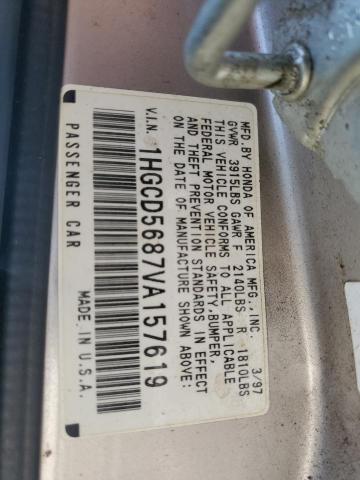 MFD.BY HONDA OF AMERICA MFG.,INC. 3/97
GVWR 3915LBS GAWR F 2140LBS R 1810LBS
THIS VEHICLE CONFORMS TO ALL APPLICABLE
FEDERAL MOTOR VEHICLE SAFETY,BUMPER,
AND THEFT PREVENTION STANDARDS IN EFFECT
ON THE DATE OF MANUFACTURE SHOWN ABOVE:
V.I.N. 1HGCD5687VA157619
PASSENGER CAR MADE IN U.S.A.